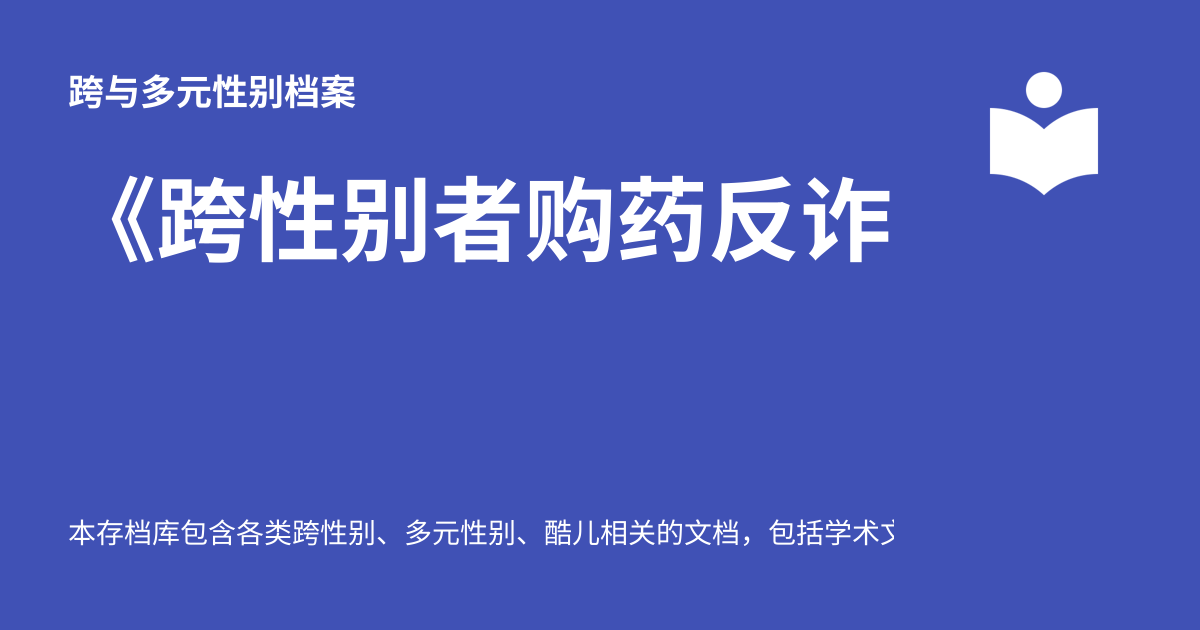 跨与多元性别档案
《跨性别者购药反诈
本存档库包含各类跨性别、多元性别、酷儿相关的文档，包括学术